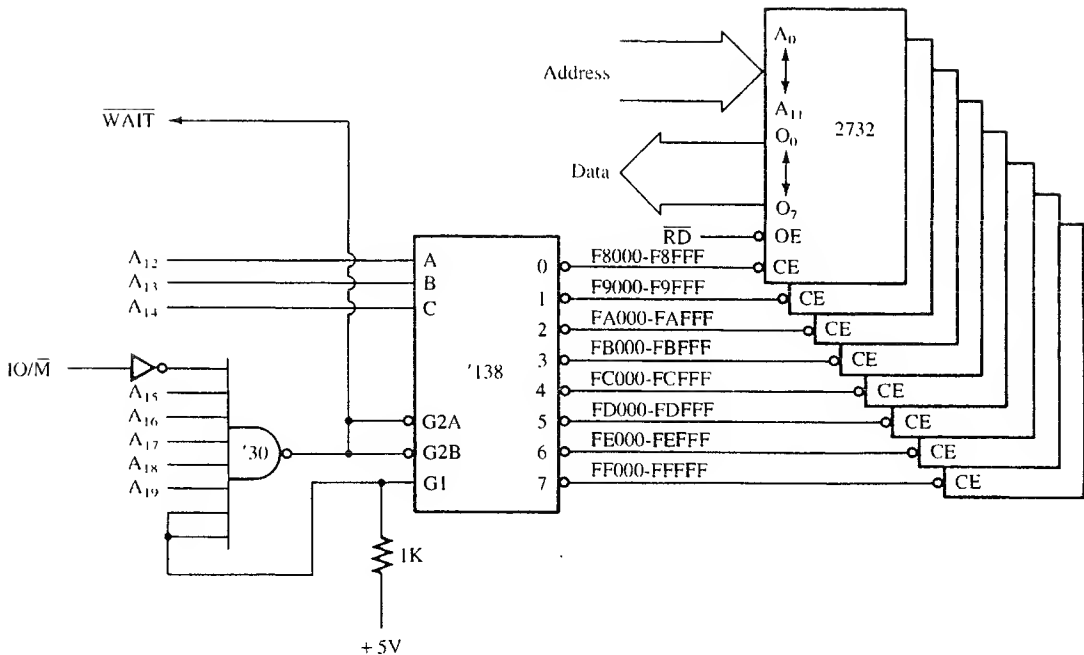 Address
A₀
A₁₁
2732
O₀
Data
O₇
R̅D̅
OE
CE
W̅A̅I̅T̅
A₁₂
A
A₁₃
B
A₁₄
C
'138
0
F8000-F8FFF
1
F9000-F9FFF
CE
2
FA000-FAFFF
CE
3
FB000-FBFFF
CE
4
FC000-FCFFF
CE
5
FD000-FDFFF
CE
6
FE000-FEFFF
CE
7
FF000-FFFFF
CE
IO/M̅
A₁₅
A₁₆
A₁₇
A₁₈
A₁₉
'30
G2A
G2B
G1
1K
+5V